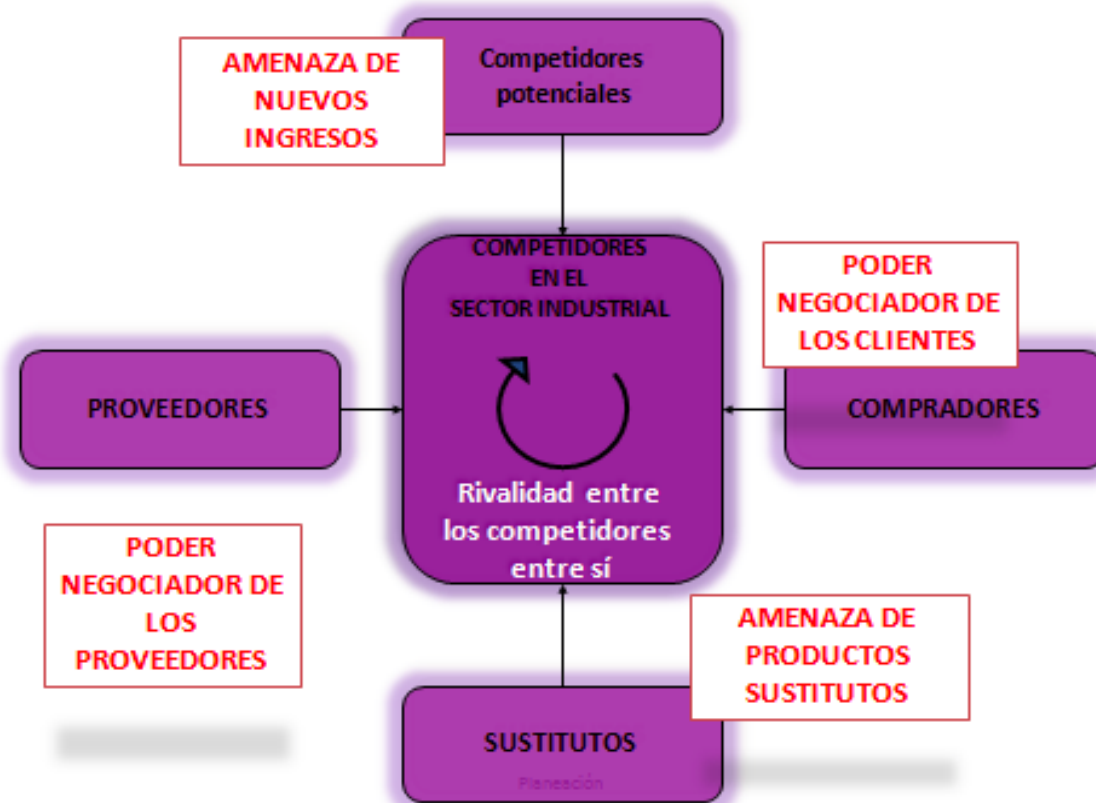 AMENAZA DE
NUEVOS
INGRESOS
Competidores
potenciales
COMPETIDORES
EN EL
SECTOR INDUSTRIAL
PODER
NEGOCIADOR DE
LOS CLIENTES
PROVEEDORES
COMPRADORES
Rivalidad entre
los competidores
entre sí
PODER
NEGOCIADOR DE
LOS
PROVEEDORES
AMENAZA DE
PRODUCTOS
SUSTITUTOS
SUSTITUTOS
Planeación